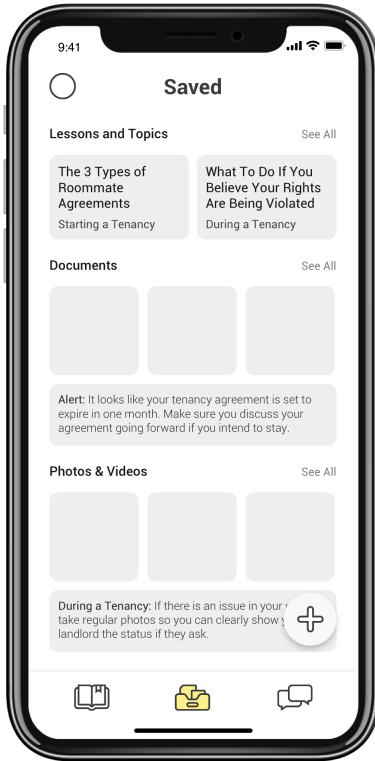 9:41
Saved
Lessons and Topics See All
The 3 Types of
Roommate
Agreements
Starting a Tenancy
What To Do If You
Believe Your Rights
Are Being Violated
During a Tenancy
Documents See All
Alert: It looks like your tenancy agreement is set to
expire in one month. Make sure you discuss your
agreement going forward if you intend to stay.
Photos & Videos See All
During a Tenancy: If there is an issue in your
take regular photos so you can clearly show
landlord the status if they ask.